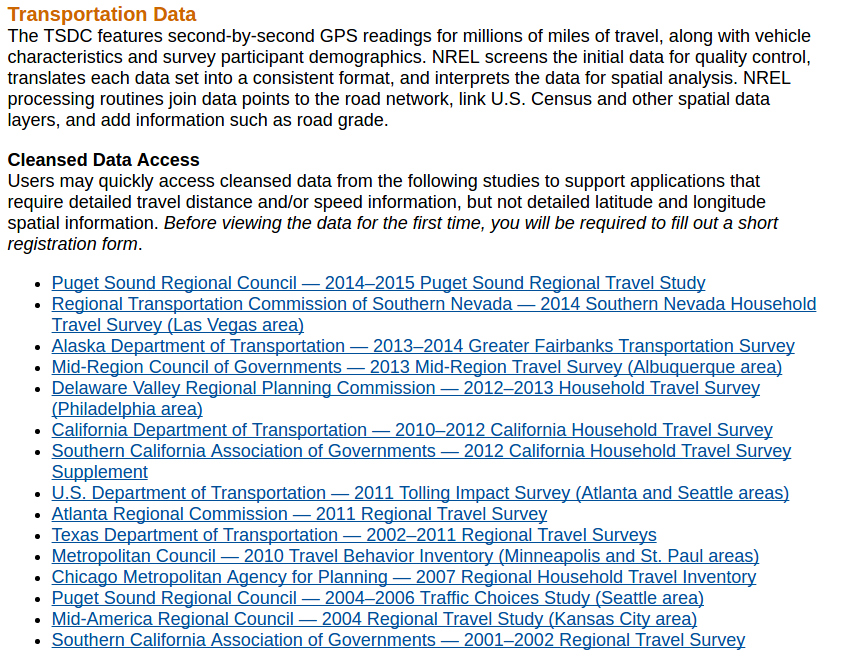 Transportation Data
The TSDC features second-by-second GPS readings for millions of miles of travel, along with vehicle
characteristics and survey participant demographics. NREL screens the initial data for quality control,
translates each data set into a consistent format, and interprets the data for spatial analysis. NREL
processing routines join data points to the road network, link U.S. Census and other spatial data
layers, and add information such as road grade.
Cleansed Data Access
Users may quickly access cleansed data from the following studies to support applications that
require detailed travel distance and/or speed information, but not detailed latitude and longitude
spatial information. Before viewing the data for the first time, you will be required to fill out a short
registration form.
• Puget Sound Regional Council — 2014–2015 Puget Sound Regional Travel Study
• Regional Transportation Commission of Southern Nevada — 2014 Southern Nevada Household
Travel Survey (Las Vegas area)
• Alaska Department of Transportation — 2013–2014 Greater Fairbanks Transportation Survey
• Mid-Region Council of Governments — 2013 Mid-Region Travel Survey (Albuquerque area)
• Delaware Valley Regional Planning Commission — 2012–2013 Household Travel Survey
(Philadelphia area)
• California Department of Transportation — 2010–2012 California Household Travel Survey
• Southern California Association of Governments — 2012 California Household Travel Survey
Supplement
• U.S. Department of Transportation — 2011 Tolling Impact Survey (Atlanta and Seattle areas)
• Atlanta Regional Commission — 2011 Regional Travel Survey
• Texas Department of Transportation — 2002–2011 Regional Travel Surveys
• Metropolitan Council — 2010 Travel Behavior Inventory (Minneapolis and St. Paul areas)
• Chicago Metropolitan Agency for Planning — 2007 Regional Household Travel Inventory
• Puget Sound Regional Council — 2004–2006 Traffic Choices Study (Seattle area)
• Mid-America Regional Council — 2004 Regional Travel Study (Kansas City area)
• Southern California Association of Governments — 2001–2002 Regional Travel Survey